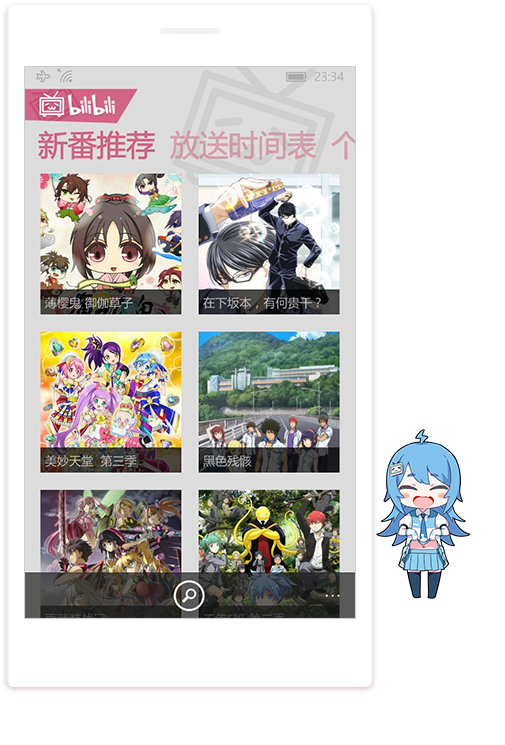 23:34
bilibili
新番推荐 放送时间表 个
薄樱鬼 御伽草子
在下坂本，有何贵干？
美妙天堂 第三季
黑色残骸